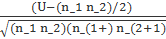 (U−(n_1 n_2)/2)
√(n_1 n_2)(n_(1+) n_(2+1)